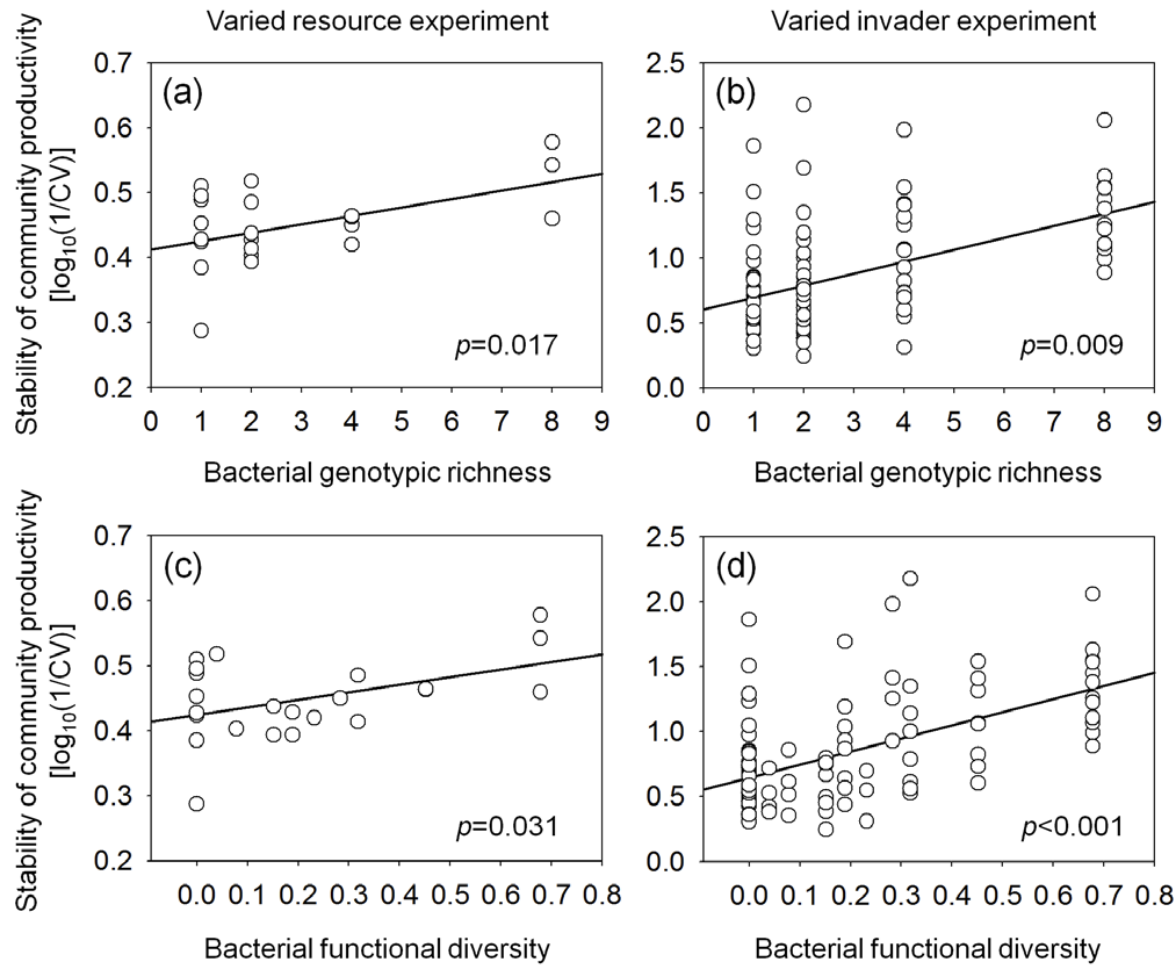 Varied resource experiment
Varied invader experiment
Stability of community productivity
[log₁₀(1/CV)]
0.7
0.6
0.5
0.4
0.3
0.2
(a)
p=0.017
0 1 2 3 4 5 6 7 8 9
Bacterial genotypic richness
2.5
2.0
1.5
1.0
0.5
0.0
(b)
p=0.009
0 1 2 3 4 5 6 7 8 9
Bacterial genotypic richness
Stability of community productivity
[log₁₀(1/CV)]
0.7
0.6
0.5
0.4
0.3
0.2
(c)
p=0.031
0.0 0.1 0.2 0.3 0.4 0.5 0.6 0.7 0.8
Bacterial functional diversity
2.5
2.0
1.5
1.0
0.5
0.0
(d)
p<0.001
0.0 0.1 0.2 0.3 0.4 0.5 0.6 0.7 0.8
Bacterial functional diversity